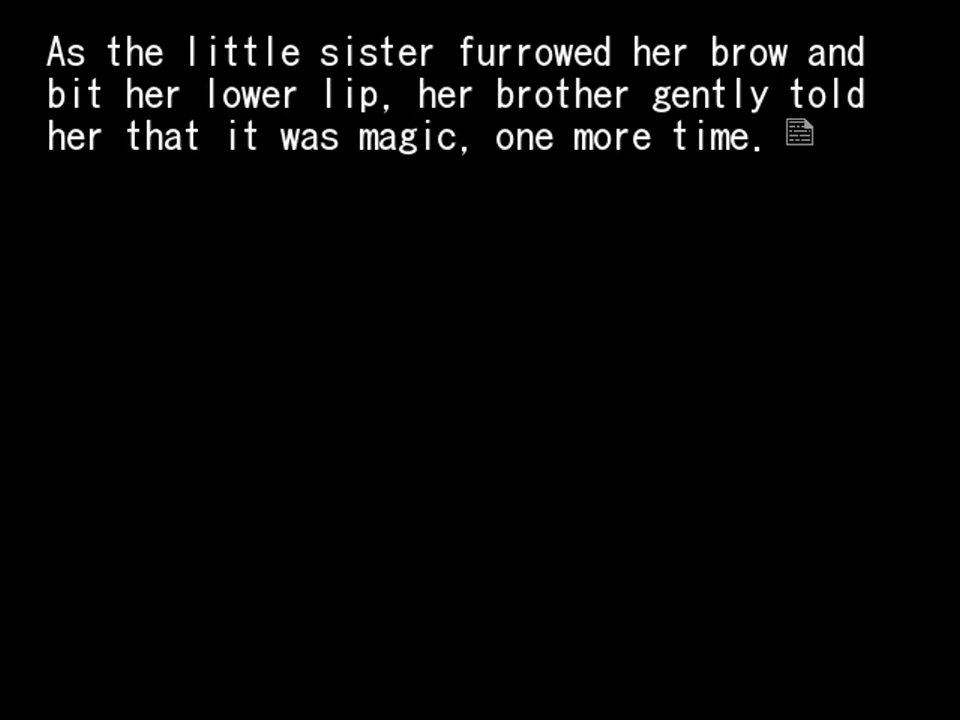 As the little sister furrowed her brow and
bit her lower lip, her brother gently told
her that it was magic, one more time.